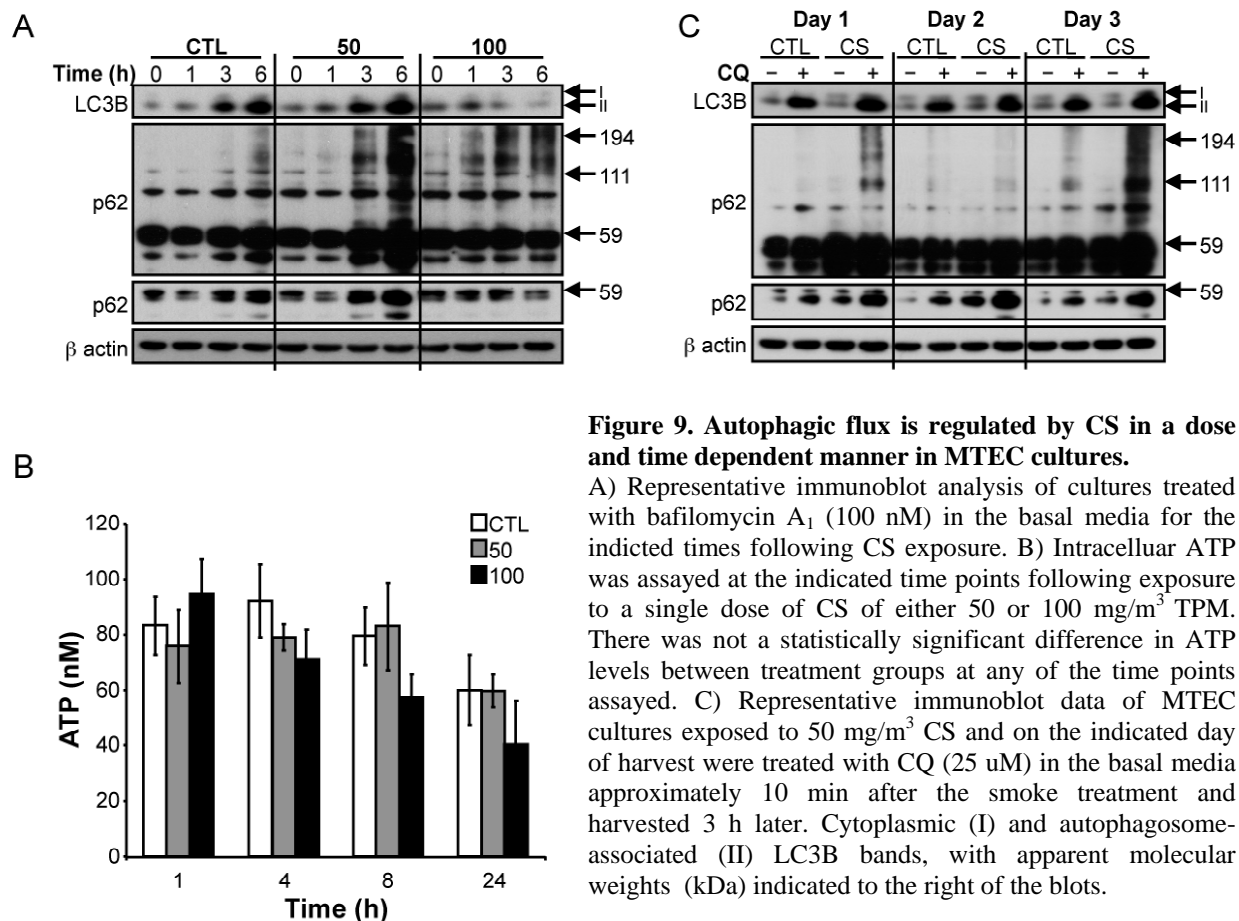 A
CTL 50 100
Time (h) 0 1 3 6 0 1 3 6 0 1 3 6
LC3B I
II
p62 194
111
59
p62 59
β actin
C
Day 1 Day 2 Day 3
CTL CS CTL CS CTL CS
CQ − + − + − + − + − + − +
LC3B I
II
p62 194
111
59
p62 59
β actin
B
120
100
80
60
40
20
0
ATP (nM)
CTL
50
100
1 4 8 24
Time (h)
Figure 9. Autophagic flux is regulated by CS in a dose
and time dependent manner in MTEC cultures.
A) Representative immunoblot analysis of cultures treated
with bafilomycin A₁ (100 nM) in the basal media for the
indicted times following CS exposure. B) Intracelluar ATP
was assayed at the indicated time points following exposure
to a single dose of CS of either 50 or 100 mg/m³ TPM.
There was not a statistically significant difference in ATP
levels between treatment groups at any of the time points
assayed. C) Representative immunoblot data of MTEC
cultures exposed to 50 mg/m³ CS and on the indicated day
of harvest were treated with CQ (25 uM) in the basal media
approximately 10 min after the smoke treatment and
harvested 3 h later. Cytoplasmic (I) and autophagosome-
associated (II) LC3B bands, with apparent molecular
weights (kDa) indicated to the right of the blots.